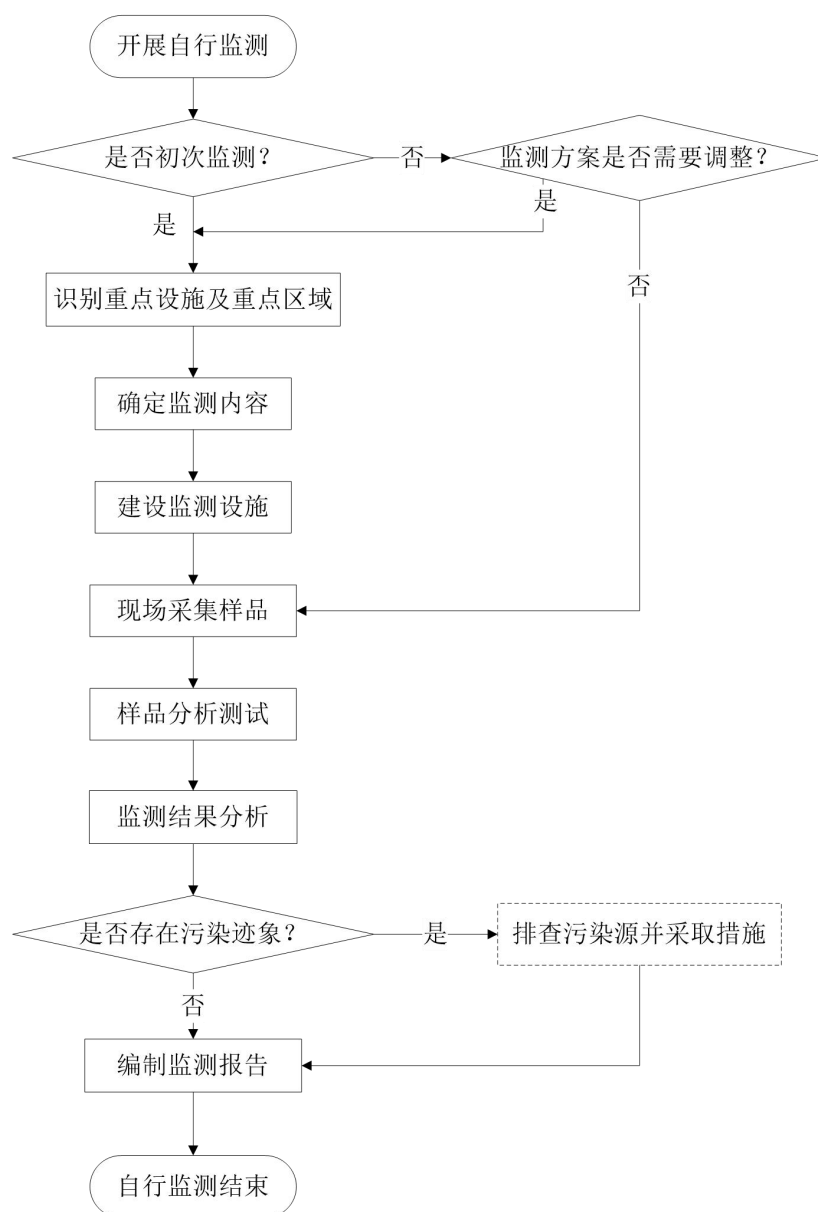 开展自行监测
是否初次监测？
否
监测方案是否需要调整？
是
是
识别重点设施及重点区域
否
确定监测内容
建设监测设施
现场采集样品
样品分析测试
监测结果分析
是否存在污染迹象？
是
排查污染源并采取措施
否
编制监测报告
自行监测结束